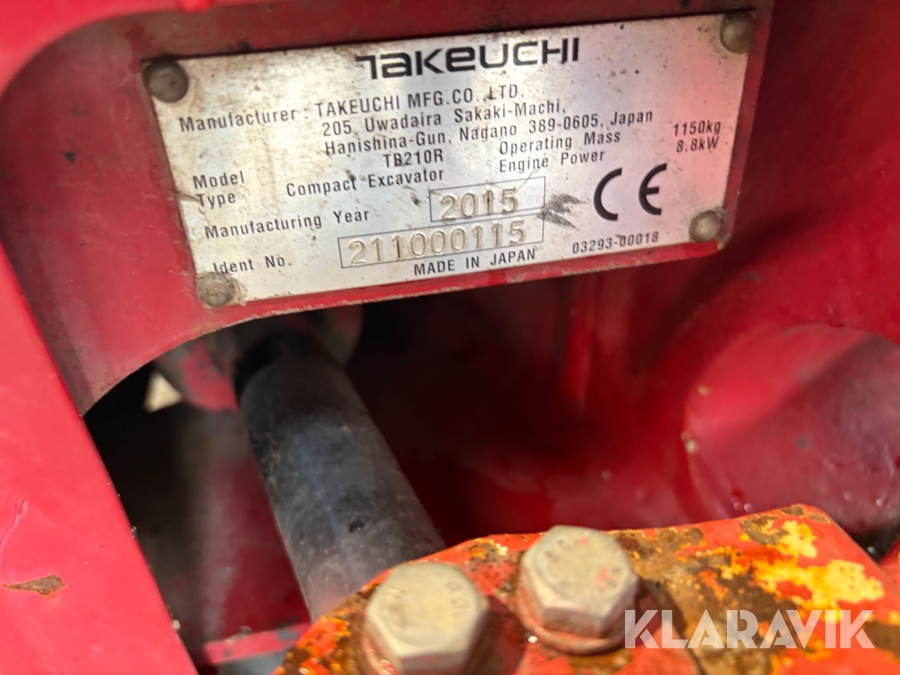 TAKEUCHI
Manufacturer: TAKEUCHI MFG.CO.,LTD.
205, Uwadaira Sakaki-Machi,
Hanishina-Gun, Nagano 389-0605, Japan
Model TB210R Operating Mass 1150kg
Type Compact Excavator Engine Power 8.8kW
Manufacturing Year 2015
CE
Ident No. 211000115 03293-00018
MADE IN JAPAN
KLARAVIK